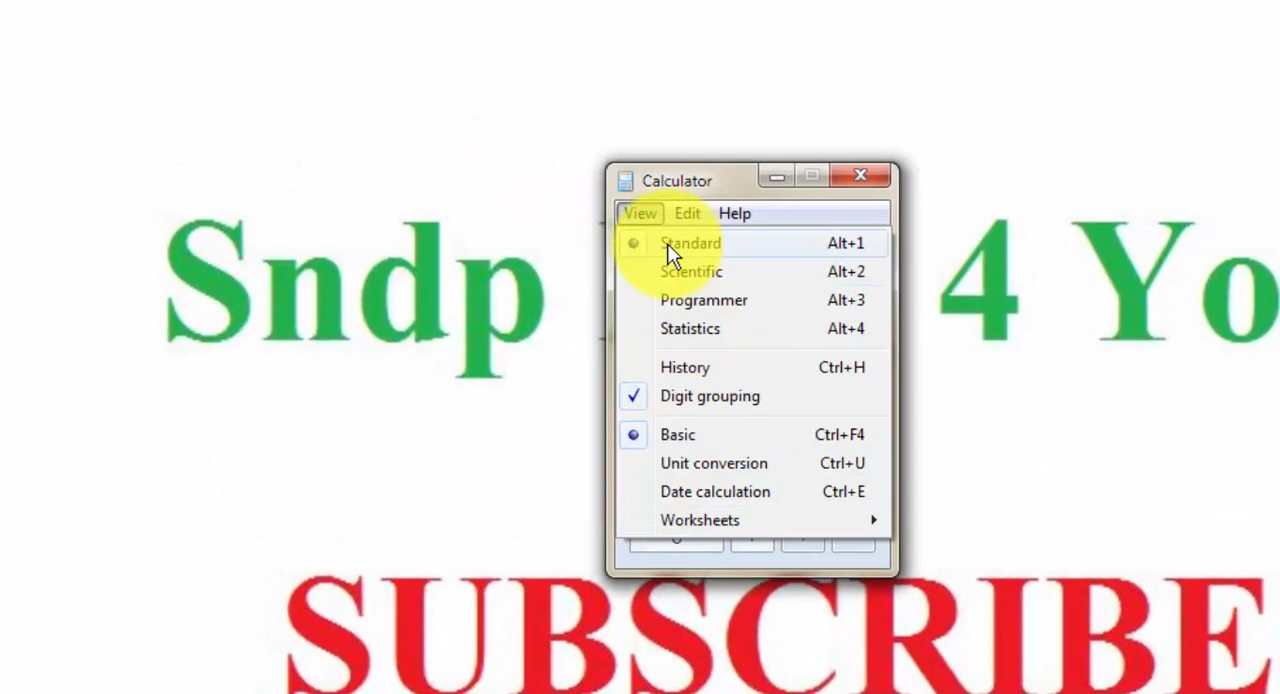 Calculator
View Edit Help
Standard Alt+1
Scientific Alt+2
Programmer Alt+3
Statistics Alt+4
History Ctrl+H
Digit grouping
Basic Ctrl+F4
Unit conversion Ctrl+U
Date calculation Ctrl+E
Worksheets
Sndp 4 Yo
SUBSCRIBE